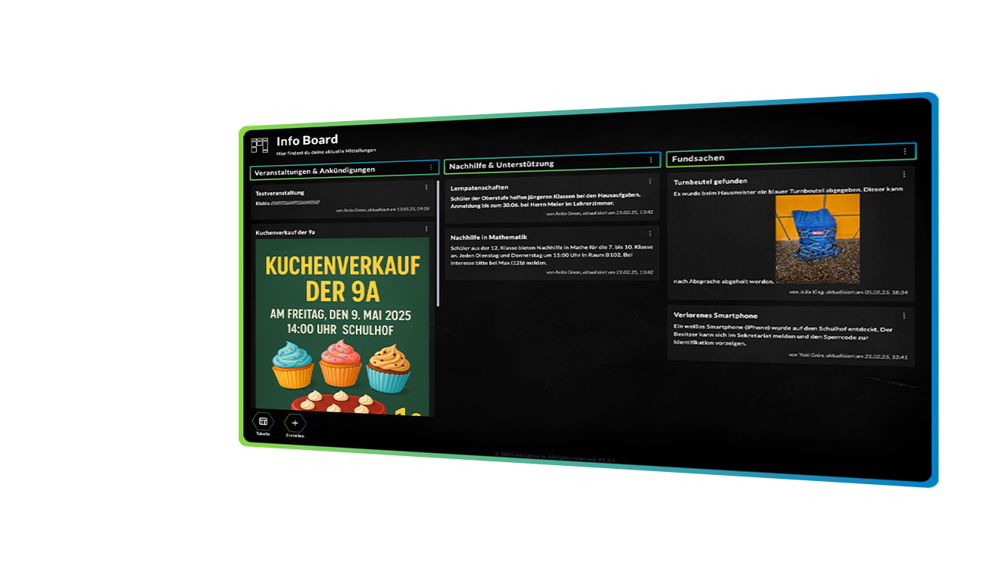 Info Board
Hier findest du deine aktuelle Mitteilungen
Veranstaltungen & Ankündigungen
Testveranstaltung
Blabla
von Anita Green, aktualisiert am 13.05.25, 09:28
Kuchenverkauf der 9a
KUCHENVERKAUF
DER 9A
AM FREITAG, DEN 9. MAI 2025
14:00 UHR SCHULHOF
Tabelle
Erstellen
Nachhilfe & Unterstützung
Lernpatenschaften
Schüler der Oberstufe helfen jüngeren Klassen bei den Hausaufgaben.
Anmeldung bis zum 30.06. bei Herrn Meier im Lehrerzimmer.
von Anita Green, aktualisiert am 21.02.25, 13:42
Nachhilfe in Mathematik
Schüler aus der 12. Klasse bieten Nachhilfe in Mathe für die 7. bis 10. Klasse
an. Jeden Dienstag und Donnerstag um 15:00 Uhr in Raum B102. Bei
Interesse bitte bei Max (12b) melden.
von Anita Green, aktualisiert am 21.02.25, 13:42
Fundsachen
Turnbeutel gefunden
Es wurde beim Hausmeister ein blauer Turnbeutel abgegeben. Dieser kann
nach Absprache abgeholt werden.
von Julia King, aktualisiert am 05.05.25, 18:34
Verlorenes Smartphone
Ein weißes Smartphone (iPhone) wurde auf dem Schulhof entdeckt. Der
Besitzer kann sich im Sekretariat melden und den Sperrcode zur
Identifikation vorzeigen.
von Yuki Grün, aktualisiert am 21.02.25, 13:41
© 2025 All rights reserved. V1.3.1